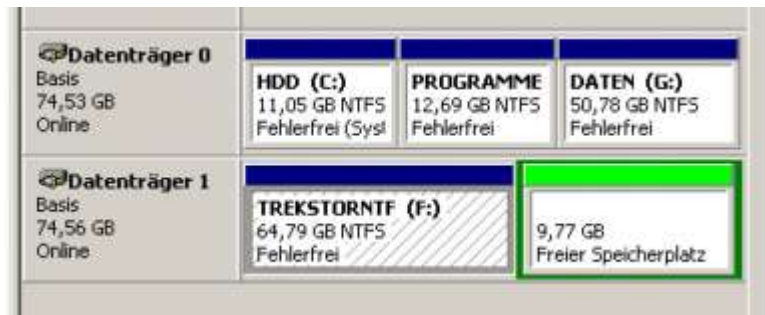 Datenträger 0
Basis
74,53 GB
Online
HDD (C:)
11,05 GB NTFS
Fehlerfrei (Syst
PROGRAMME
12,69 GB NTFS
Fehlerfrei
DATEN (G:)
50,78 GB NTFS
Fehlerfrei
Datenträger 1
Basis
74,56 GB
Online
TREKSTORNTF (F:)
64,79 GB NTFS
Fehlerfrei
9,77 GB
Freier Speicherplatz